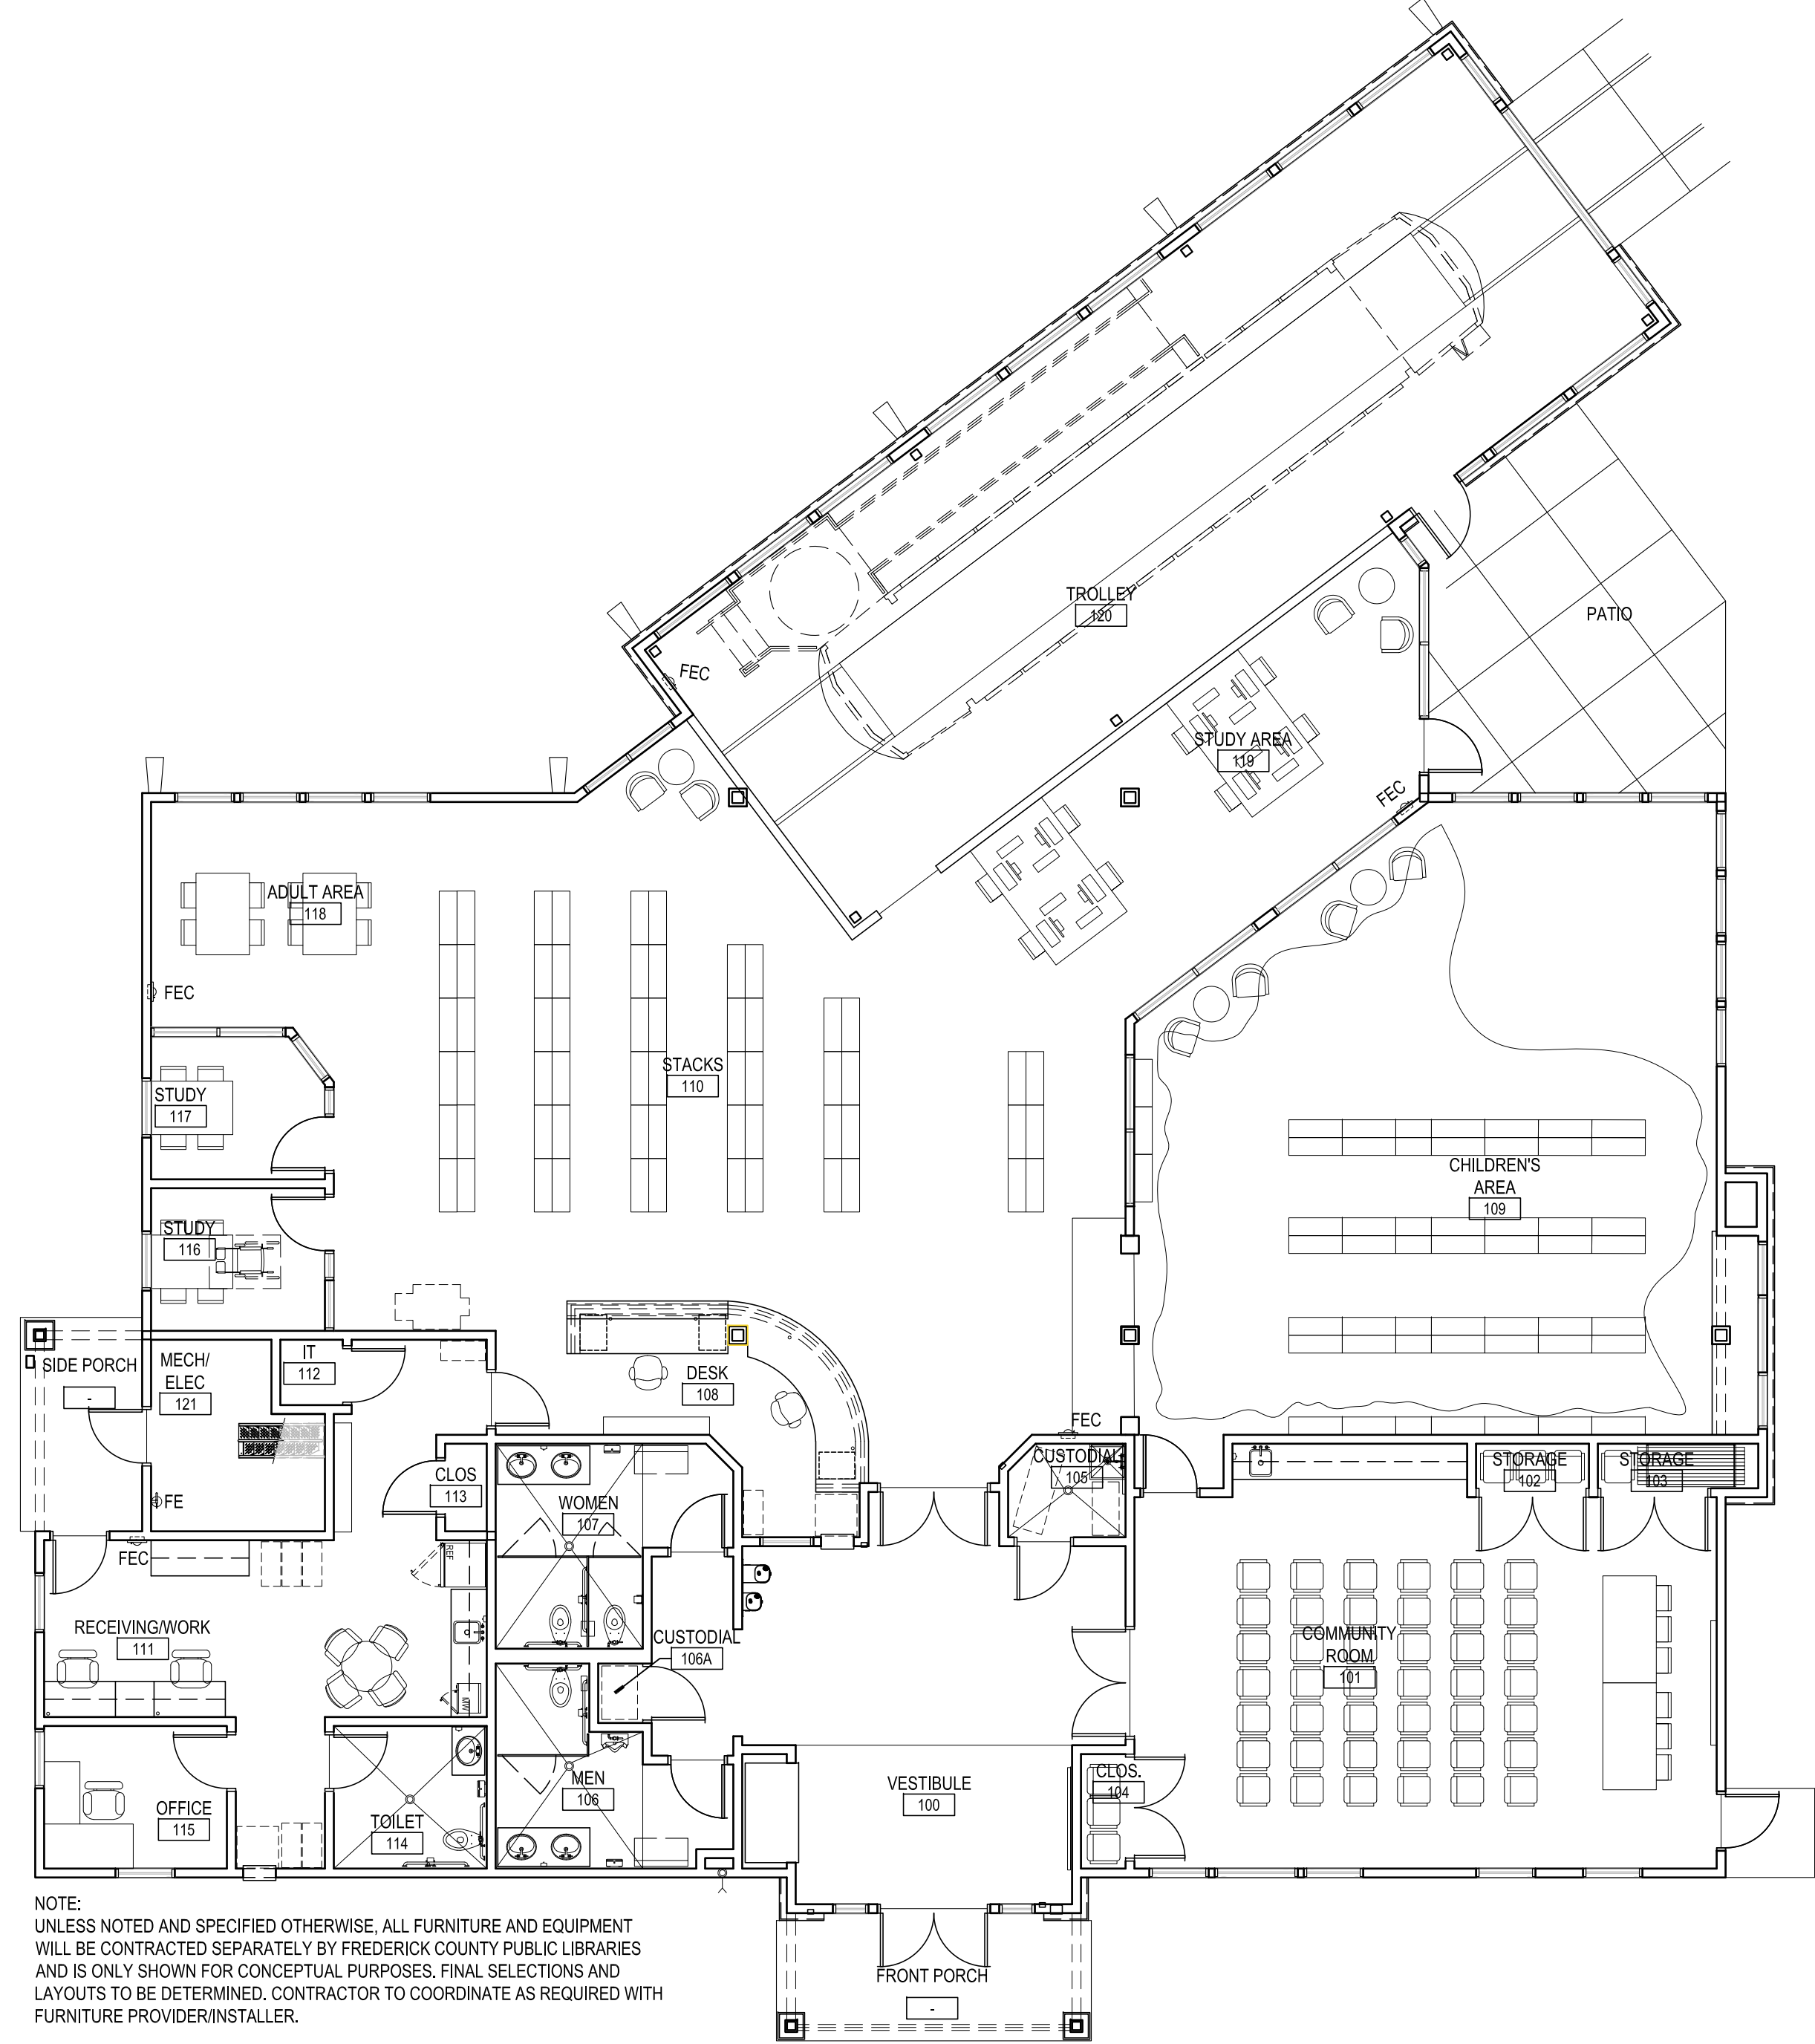 TROLLEY
120
PATIO
FEC
STUDY AREA
119
FEC
ADULT AREA
118
FEC
STACKS
110
STUDY
117
CHILDREN'S
AREA
109
STUDY
116
SIDE PORCH
-
MECH/
ELEC
121
IT
112
DESK
108
FEC
CUSTODIAL
105
STORAGE
102
STORAGE
103
CLOS
113
WOMEN
107
FE
FEC
REF
RECEIVING/WORK
111
CUSTODIAL
106A
COMMUNITY
ROOM
101
MW
VESTIBULE
100
CLOS.
104
MEN
106
OFFICE
115
TOILET
114
FRONT PORCH
-
NOTE:
UNLESS NOTED AND SPECIFIED OTHERWISE, ALL FURNITURE AND EQUIPMENT
WILL BE CONTRACTED SEPARATELY BY FREDERICK COUNTY PUBLIC LIBRARIES
AND IS ONLY SHOWN FOR CONCEPTUAL PURPOSES. FINAL SELECTIONS AND
LAYOUTS TO BE DETERMINED. CONTRACTOR TO COORDINATE AS REQUIRED WITH
FURNITURE PROVIDER/INSTALLER.